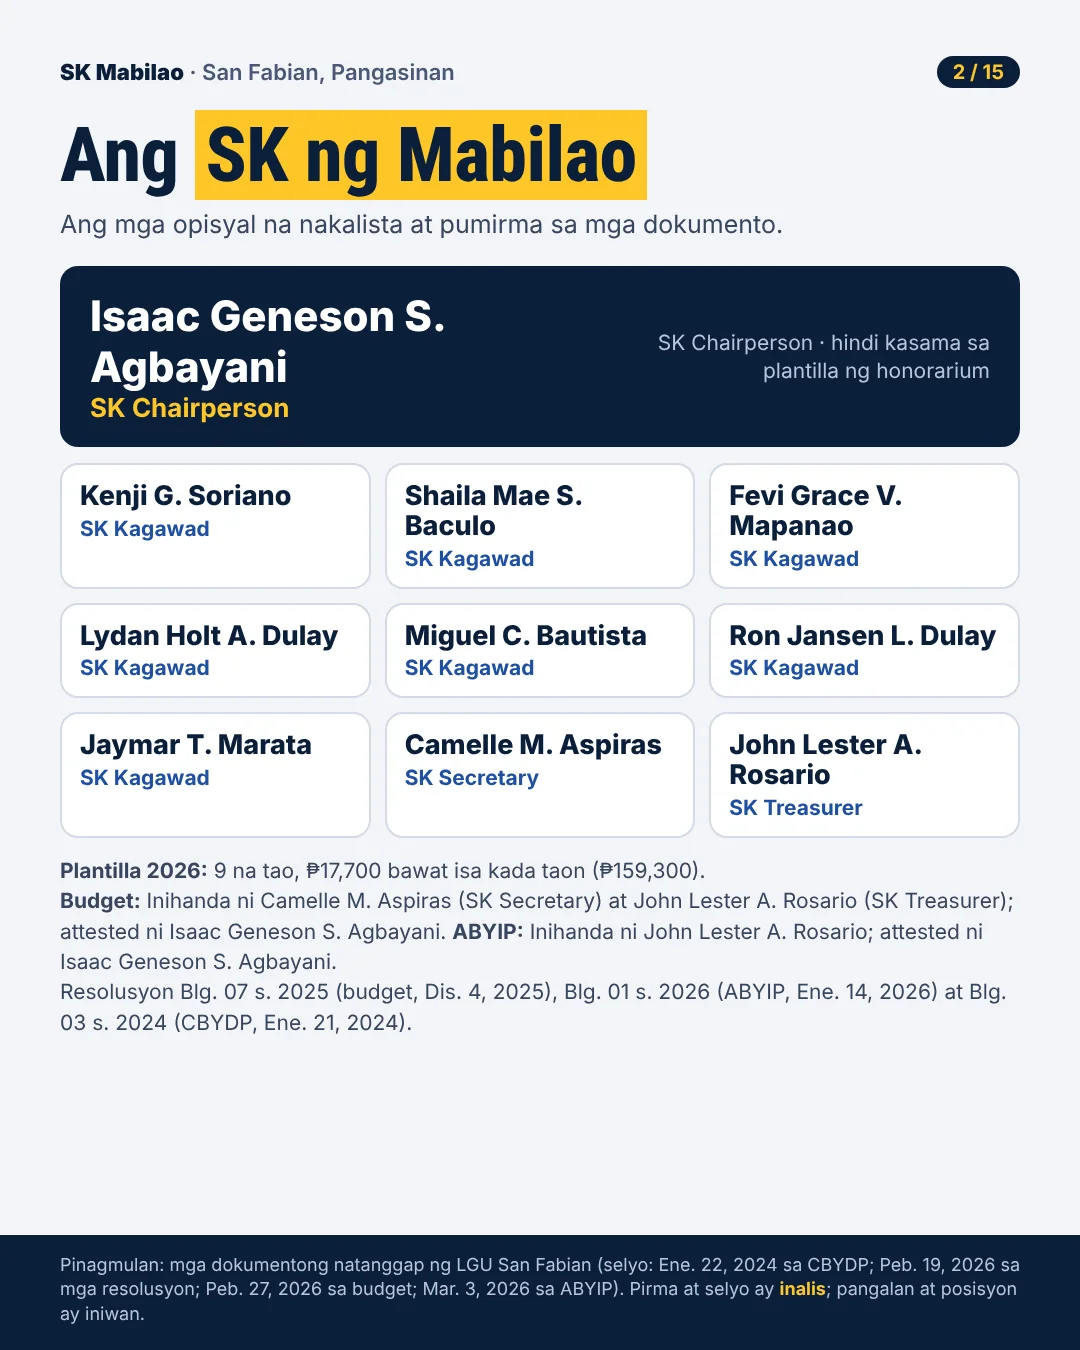 SK Mabilao · San Fabian, Pangasinan
2 / 15
Ang SK ng Mabilao
Ang mga opisyal na nakalista at pumirma sa mga dokumento.
Isaac Geneson S.
Agbayani
SK Chairperson
SK Chairperson · hindi kasama sa
plantilla ng honorarium
Kenji G. Soriano
SK Kagawad
Shaila Mae S.
Baculo
SK Kagawad
Fevi Grace V.
Mapanao
SK Kagawad
Lydan Holt A. Dulay
SK Kagawad
Miguel C. Bautista
SK Kagawad
Ron Jansen L. Dulay
SK Kagawad
Jaymar T. Marata
SK Kagawad
Camelle M. Aspiras
SK Secretary
John Lester A.
Rosario
SK Treasurer
Plantilla 2026: 9 na tao, ₱17,700 bawat isa kada taon (₱159,300).
Budget: Inihanda ni Camelle M. Aspiras (SK Secretary) at John Lester A. Rosario (SK Treasurer);
attested ni Isaac Geneson S. Agbayani. ABYIP: Inihanda ni John Lester A. Rosario; attested ni
Isaac Geneson S. Agbayani.
Resolusyon Blg. 07 s. 2025 (budget, Dis. 4, 2025), Blg. 01 s. 2026 (ABYIP, Ene. 14, 2026) at Blg.
03 s. 2024 (CBYDP, Ene. 21, 2024).
Pinagmulan: mga dokumentong natanggap ng LGU San Fabian (selyo: Ene. 22, 2024 sa CBYDP; Peb. 19, 2026 sa
mga resolusyon; Peb. 27, 2026 sa budget; Mar. 3, 2026 sa ABYIP). Pirma at selyo ay inalis; pangalan at posisyon
ay iniwan.